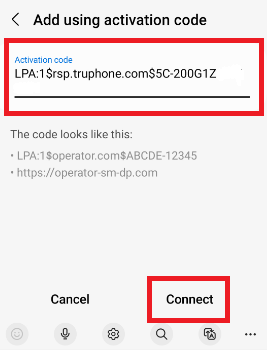 Add using activation code
Activation code
LPA:1$rsp.truphone.com$5C-200G1Z
The code looks like this:
• LPA:1$operator.com$ABCDE-12345
• https://operator-sm-dp.com
Cancel Connect